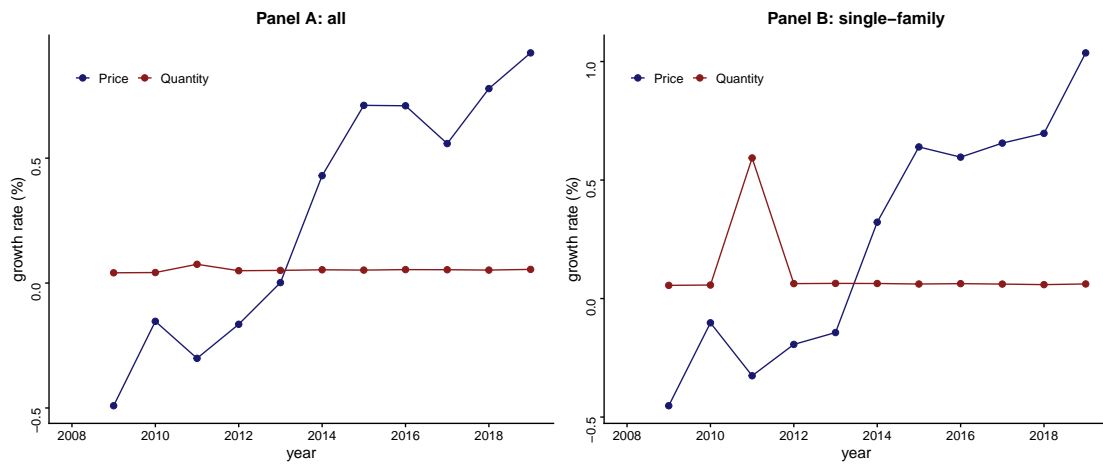 Panel A: all
Price Quantity
growth rate (%)
0.5
0.0
−0.5
2008 2010 2012 2014 2016 2018
year
Panel B: single−family
Price Quantity
growth rate (%)
1.0
0.5
0.0
−0.5
2008 2010 2012 2014 2016 2018
year